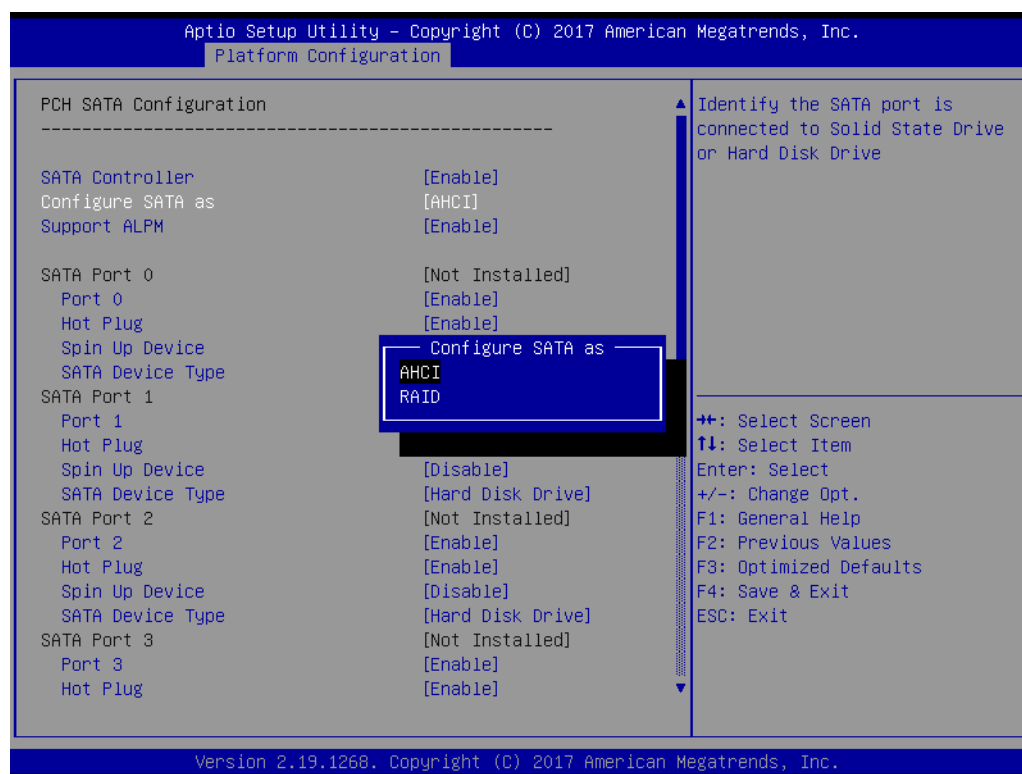 Aptio Setup Utility – Copyright (C) 2017 American Megatrends, Inc.
Platform Configuration
PCH SATA Configuration
--------------------------------------------------
SATA Controller [Enable]
Configure SATA as [AHCI]
Support ALPM [Enable]
SATA Port 0 [Not Installed]
Port 0 [Enable]
Hot Plug [Enable]
Spin Up Device
SATA Device Type
SATA Port 1
Port 1
Hot Plug
Spin Up Device [Disable]
SATA Device Type [Hard Disk Drive]
SATA Port 2 [Not Installed]
Port 2 [Enable]
Hot Plug [Enable]
Spin Up Device [Disable]
SATA Device Type [Hard Disk Drive]
SATA Port 3 [Not Installed]
Port 3 [Enable]
Hot Plug [Enable]
Configure SATA as
AHCI
RAID
Identify the SATA port is
connected to Solid State Drive
or Hard Disk Drive
→←: Select Screen
↑↓: Select Item
Enter: Select
+/-: Change Opt.
F1: General Help
F2: Previous Values
F3: Optimized Defaults
F4: Save & Exit
ESC: Exit
Version 2.19.1268. Copyright (C) 2017 American Megatrends, Inc.